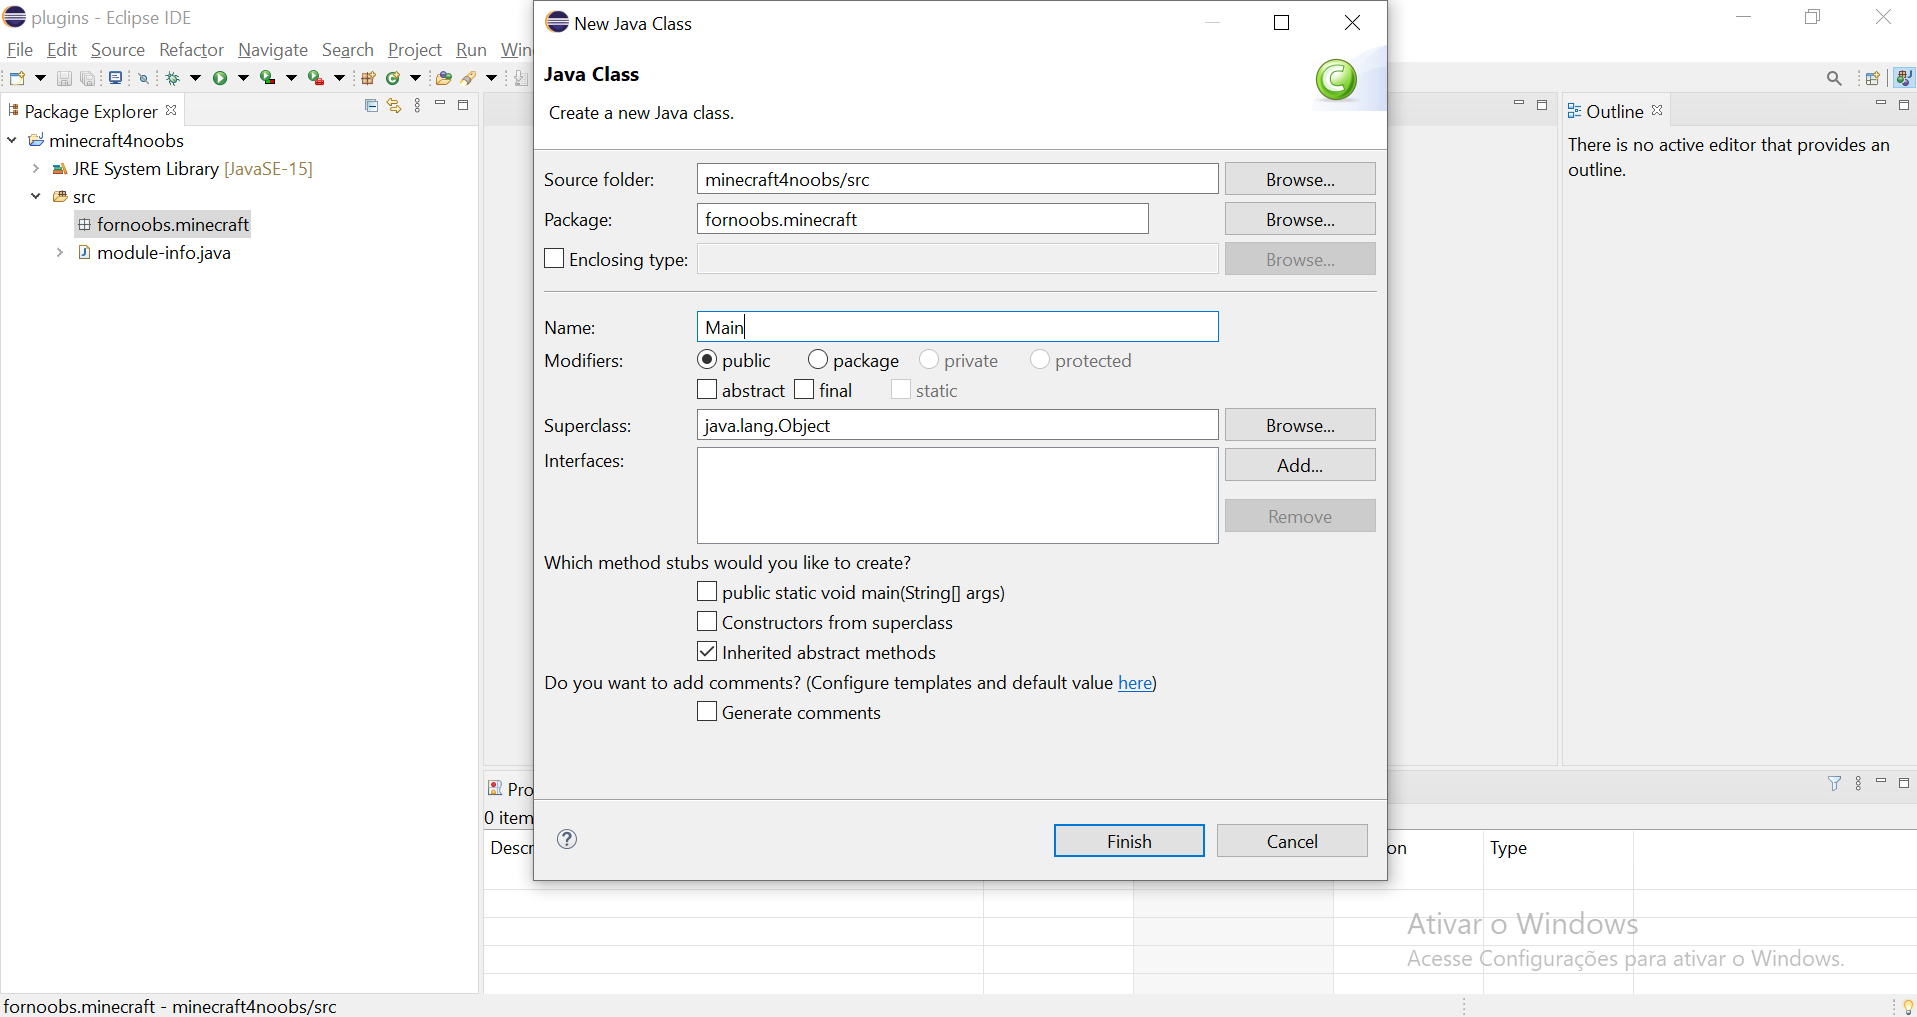 plugins - Eclipse IDE
File Edit Source Refactor Navigate Search Project Run
Package Explorer
minecraft4noobs
JRE System Library [JavaSE-15]
src
fornoobs.minecraft
module-info.java
New Java Class
Java Class
Create a new Java class.
Source folder: minecraft4noobs/src Browse...
Package: fornoobs.minecraft Browse...
Enclosing type: Browse...
Name: Main
Modifiers: public package private protected
abstract final static
Superclass: java.lang.Object Browse...
Interfaces: Add...
Remove
Which method stubs would you like to create?
public static void main(String[] args)
Constructors from superclass
Inherited abstract methods
Do you want to add comments? (Configure templates and default value here)
Generate comments
Finish Cancel
Outline
There is no active editor that provides an
outline.
0 item
Type
Ativar o Windows
Acesse Configurações para ativar o Windows.
fornoobs.minecraft - minecraft4noobs/src